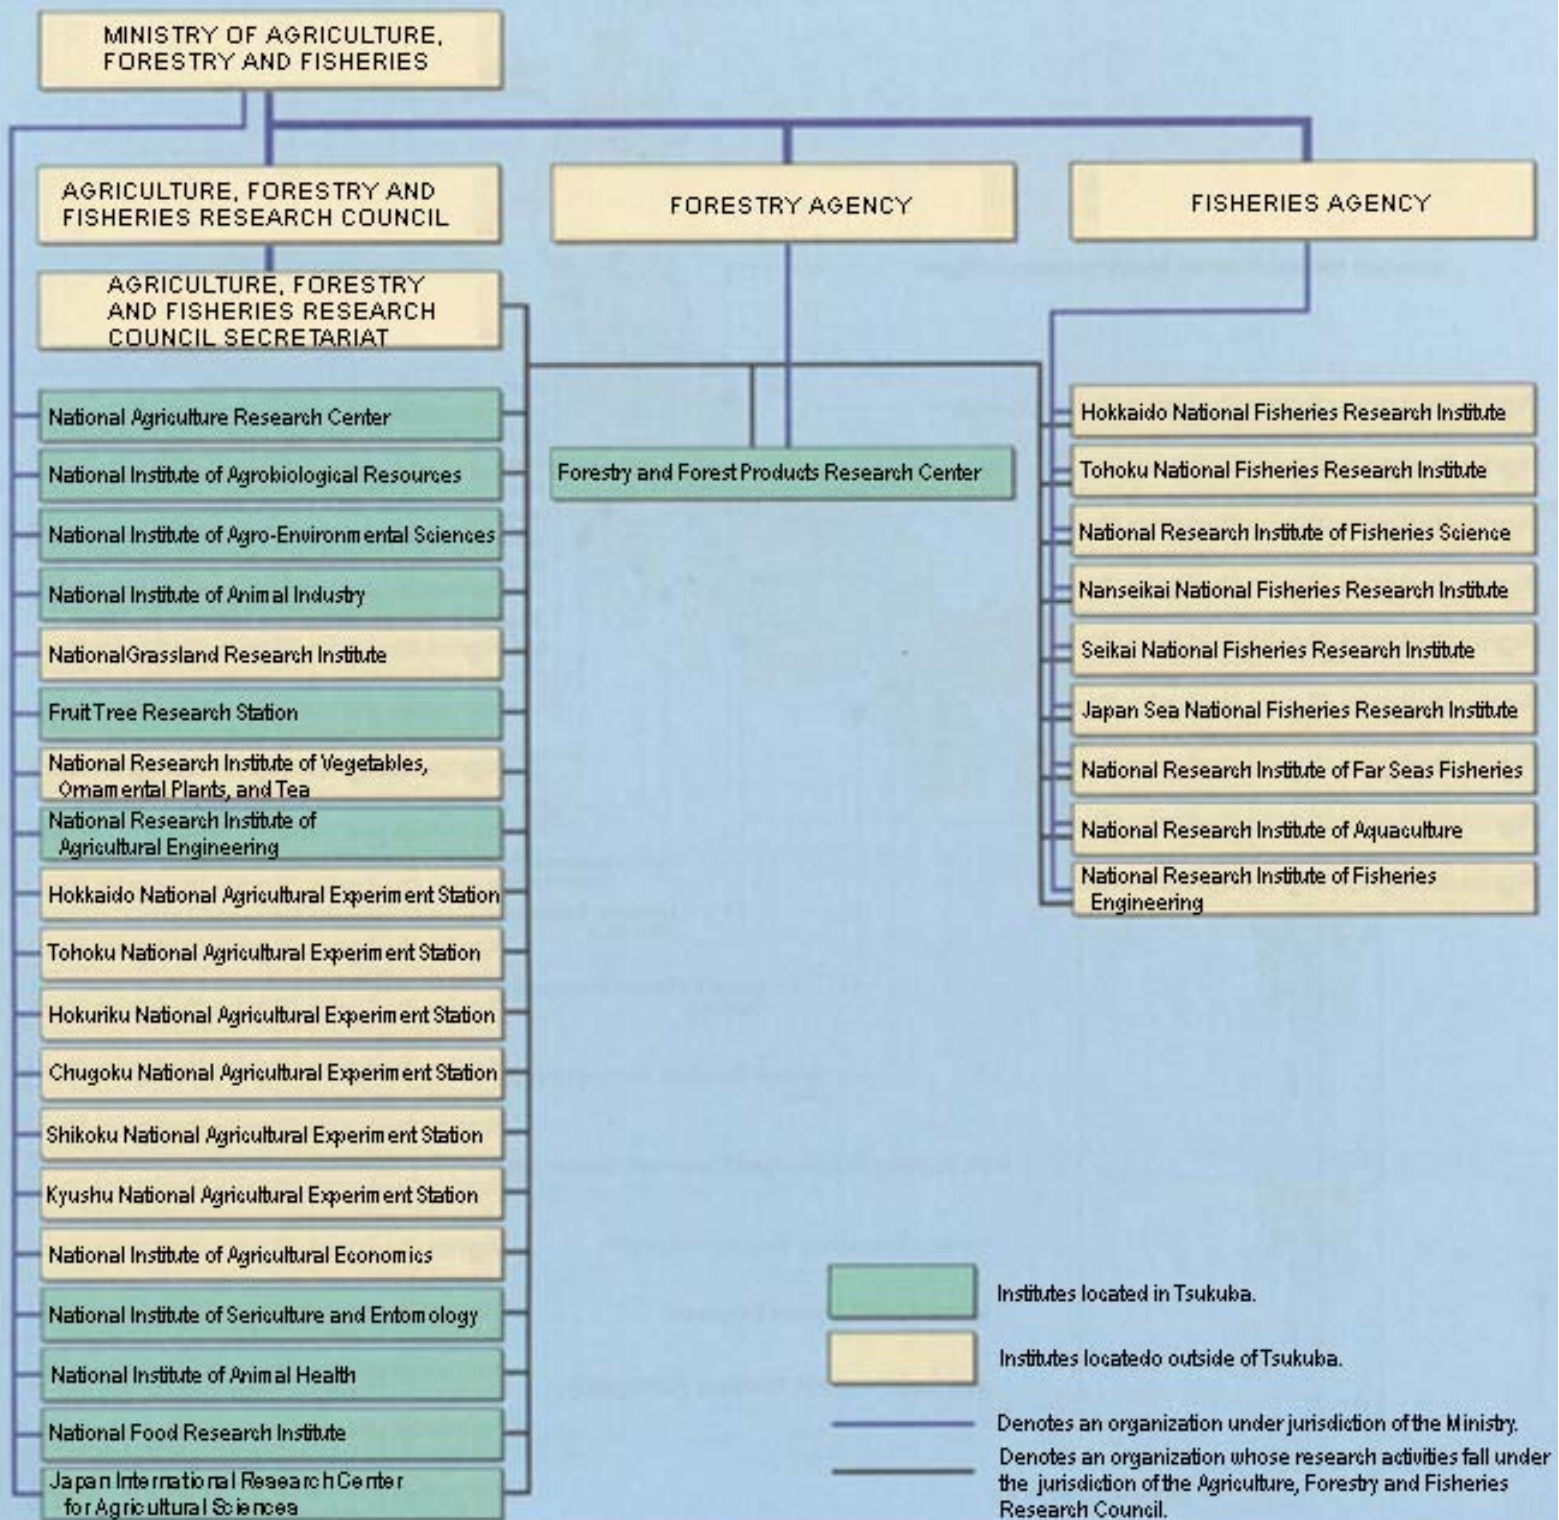 MINISTRY OF AGRICULTURE,
FORESTRY AND FISHERIES
AGRICULTURE, FORESTRY AND
FISHERIES RESEARCH COUNCIL
FORESTRY AGENCY
FISHERIES AGENCY
AGRICULTURE, FORESTRY
AND FISHERIES RESEARCH
COUNCIL SECRETARIAT
National Agriculture Research Center
National Institute of Agrobiological Resources
National Institute of Agro-Environmental Sciences
National Institute of Animal Industry
NationalGrassland Research Institute
Fruit Tree Research Station
National Research Institute of Vegetables,
Ornamental Plants, and Tea
National Research Institute of
Agricultural Engineering
Hokkaido National Agricultural Experiment Station
Tohoku National Agricultural Experiment Station
Hokuriku National Agricultural Experiment Station
Chugoku National Agricultural Experiment Station
Shikoku National Agricultural Experiment Station
Kyushu National Agricultural Experiment Station
National Institute of Agricultural Economics
National Institute of Sericulture and Entomology
National Institute of Animal Health
National Food Research Institute
Japan International Research Center
for Agricultural Sciences
Forestry and Forest Products Research Center
Hokkaido National Fisheries Research Institute
Tohoku National Fisheries Research Institute
National Research Institute of Fisheries Science
Nanseikai National Fisheries Research Institute
Seikai National Fisheries Research Institute
Japan Sea National Fisheries Research Institute
National Research Institute of Far Seas Fisheries
National Research Institute of Aquaculture
National Research Institute of Fisheries
Engineering
Institutes located in Tsukuba.
Institutes locatedo outside of Tsukuba.
Denotes an organization under jurisdiction of the Ministry.
Denotes an organization whose research activities fall under
the jurisdiction of the Agriculture, Forestry and Fisheries
Research Council.